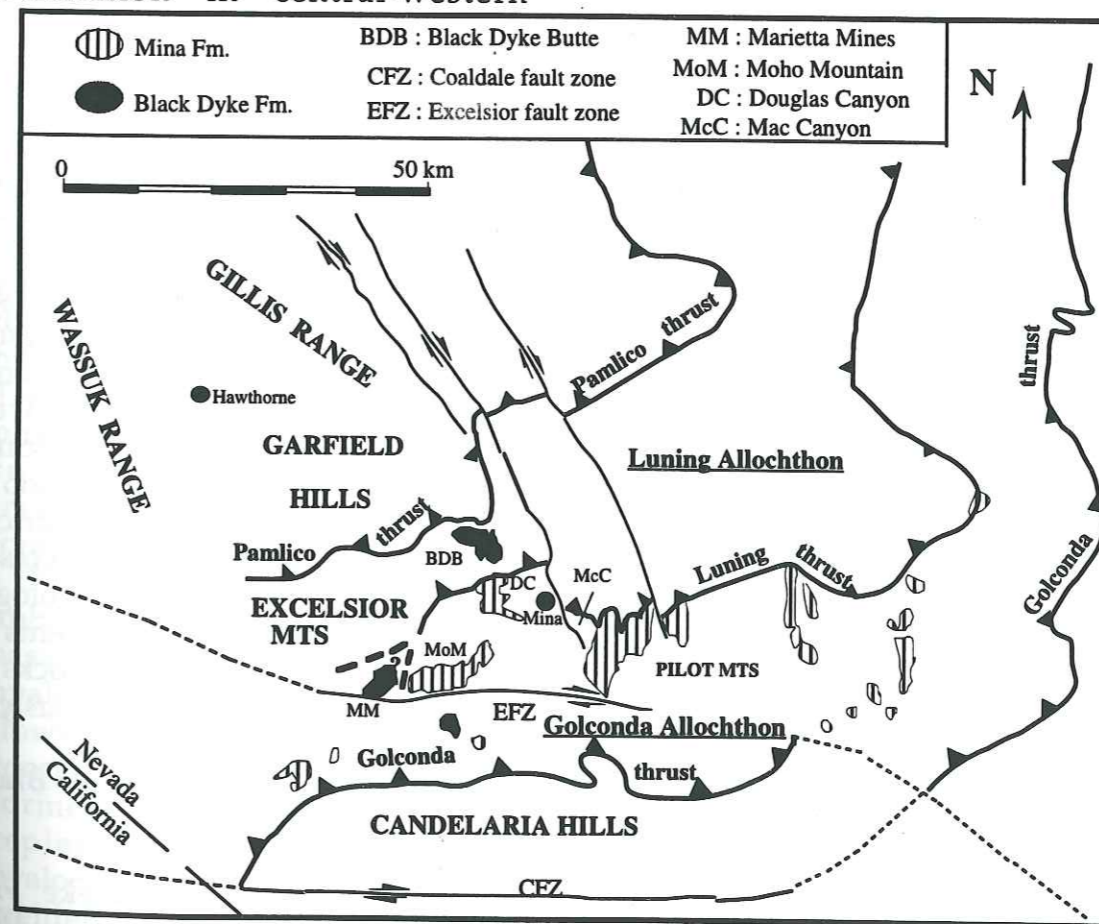 in central-western
Mina Fm.
Black Dyke Fm.
BDB : Black Dyke Butte
CFZ : Coaldale fault zone
EFZ : Excelsior fault zone
MM : Marietta Mines
MoM : Moho Mountain
DC : Douglas Canyon
McC : Mac Canyon
N
0
50 km
WASSUK RANGE
GILLIS RANGE
Hawthorne
GARFIELD
HILLS
Pamlico thrust
Luning Allochthon
thrust
Pamlico thrust
BDB
DC
McC
Mina
Luning thrust
Golconda
EXCELSIOR
MTS
?
MoM
PILOT MTS
MM
EFZ
Golconda Allochthon
Golconda thrust
Nevada
California
CANDELARIA HILLS
CFZ